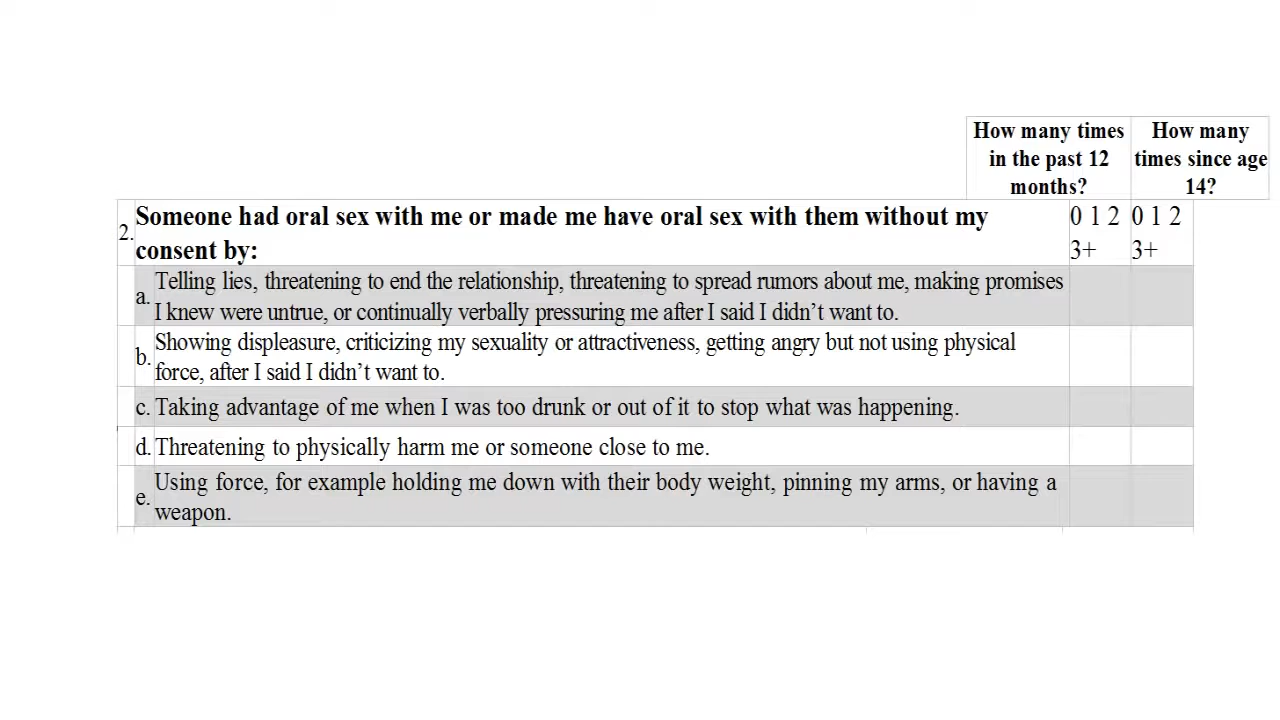 How many times How many
in the past 12 times since age
months? 14?
Someone had oral sex with me or made me have oral sex with them without my 0 1 2 0 1 2
2.
consent by: 3+ 3+
Telling lies, threatening to end the relationship, threatening to spread rumors about me, making promises
a.
I knew were untrue, or continually verbally pressuring me after I said I didn’t want to.
Showing displeasure, criticizing my sexuality or attractiveness, getting angry but not using physical
b.
force, after I said I didn’t want to.
c. Taking advantage of me when I was too drunk or out of it to stop what was happening.
d. Threatening to physically harm me or someone close to me.
Using force, for example holding me down with their body weight, pinning my arms, or having a
e.
weapon.